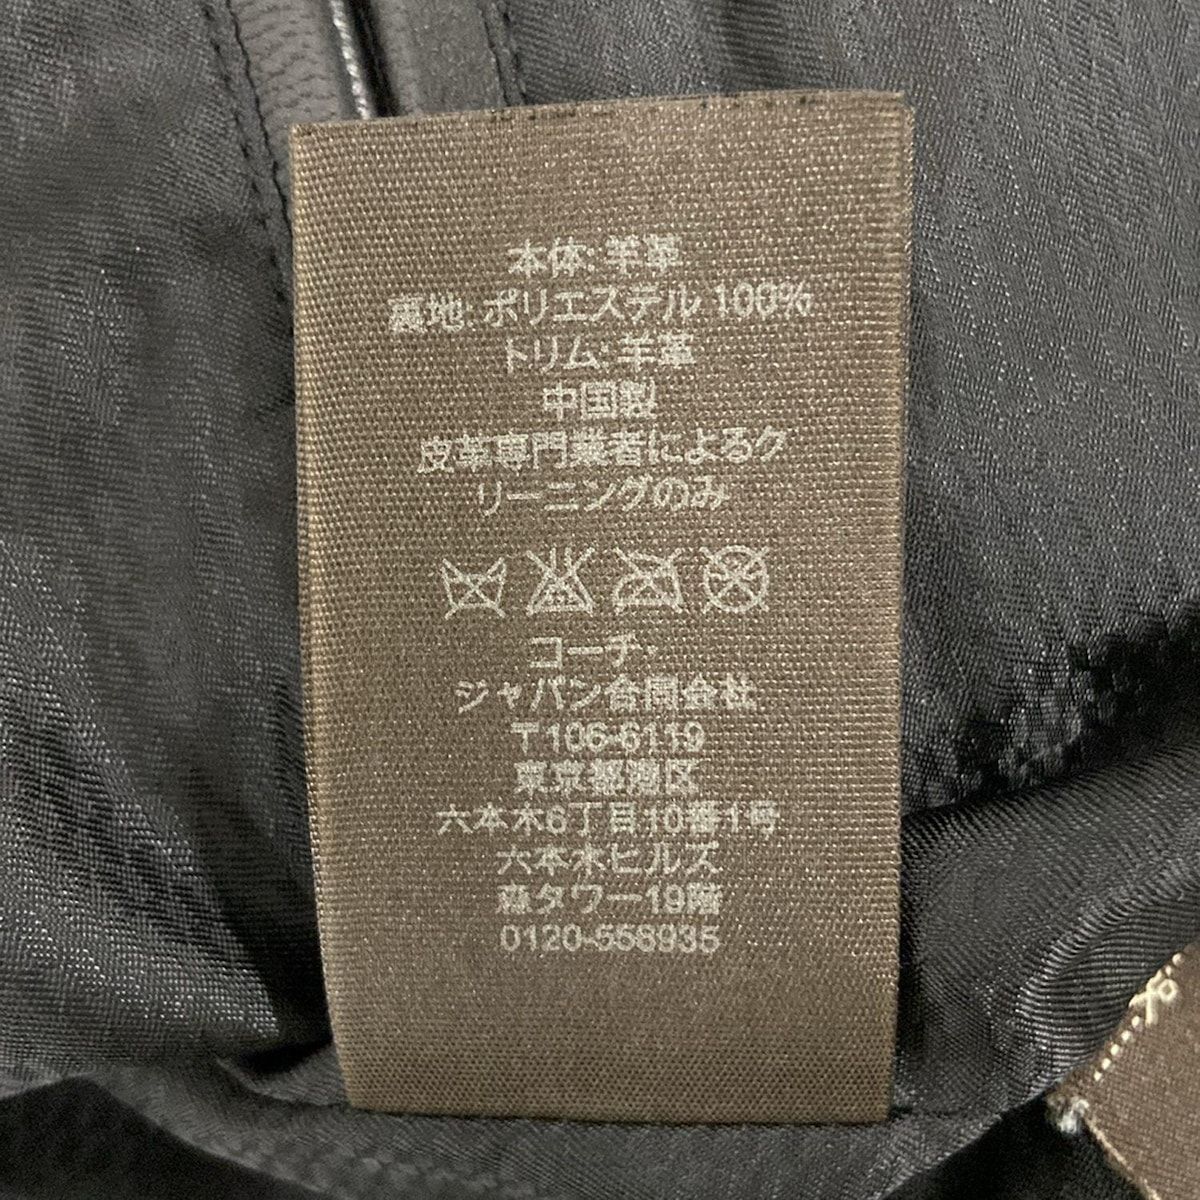 本体: 羊革
裏地: ポリエステル 100%
トリム: 羊革
中国製
皮革専門業者によるク
リーニングのみ
コーチ・
ジャパン合同会社
〒106-6119
東京都港区
六本木6丁目10番1号
六本木ヒルズ
森タワー19階
0120-556935
%